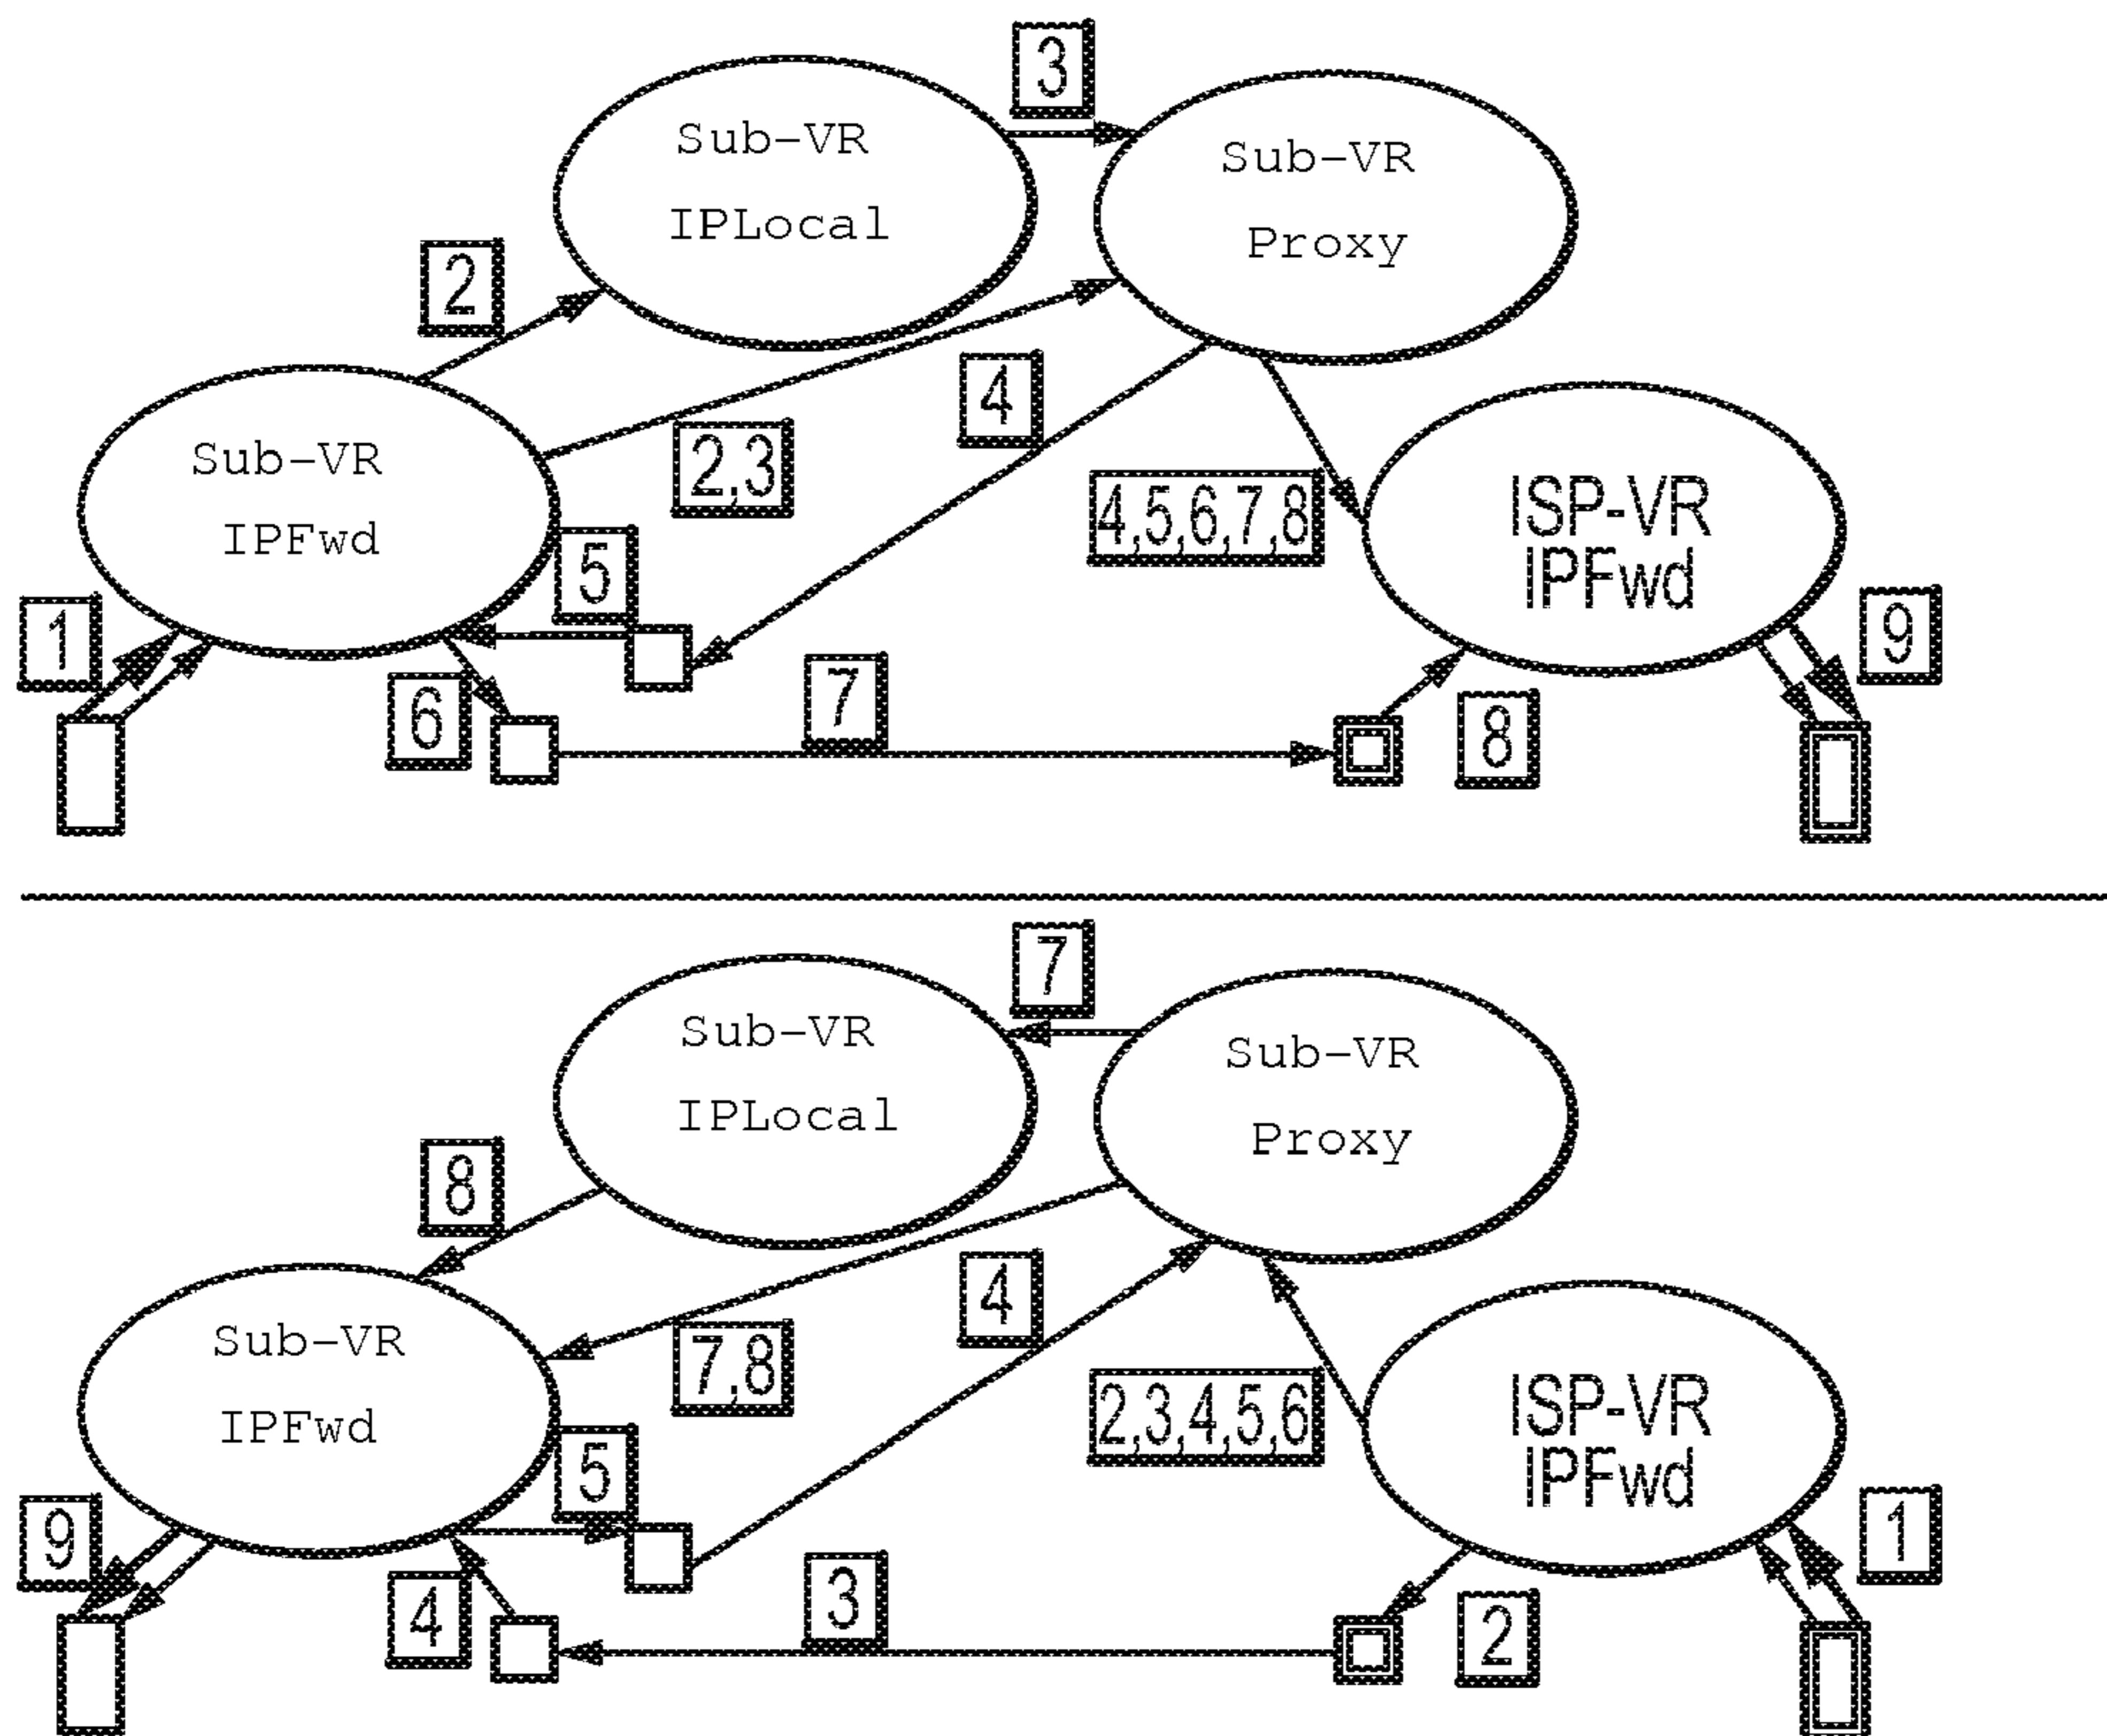 3
Sub-VR
IPLocal
Sub-VR
Proxy
2
4
2,3
Sub-VR
IPFwd
4,5,6,7,8
ISP-VR
IPFwd
5
1
9
6
7
8
7
Sub-VR
IPLocal
Sub-VR
Proxy
8
4
7,8
Sub-VR
IPFwd
2,3,4,5,6
ISP-VR
IPFwd
5
9
1
4
3
2